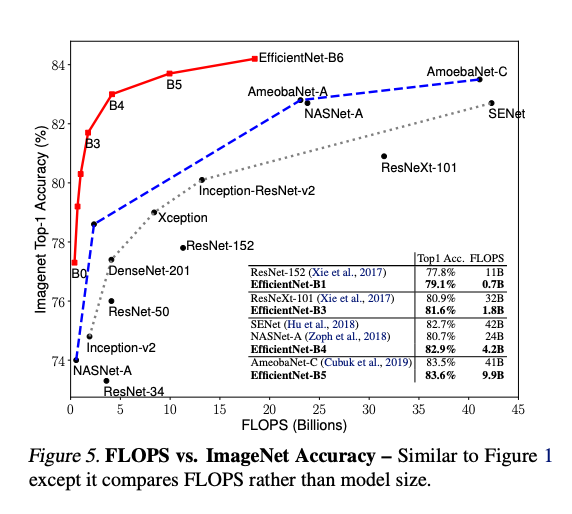 84
82
80
78
76
74
Imagenet Top-1 Accuracy (%)
EfficientNet-B6
B5
B4
B3
B0
AmoebaNet-C
AmeobaNet-A
NASNet-A
SENet
ResNeXt-101
Inception-ResNet-v2
Xception
ResNet-152
DenseNet-201
ResNet-50
Inception-v2
NASNet-A
ResNet-34
Top1 Acc. FLOPS
ResNet-152 (Xie et al., 2017) 77.8% 11B
EfficientNet-B1 79.1% 0.7B
ResNeXt-101 (Xie et al., 2017) 80.9% 32B
EfficientNet-B3 81.6% 1.8B
SENet (Hu et al., 2018) 82.7% 42B
NASNet-A (Zoph et al., 2018) 80.7% 24B
EfficientNet-B4 82.9% 4.2B
AmeobaNet-C (Cubuk et al., 2019) 83.5% 41B
EfficientNet-B5 83.6% 9.9B
0 5 10 15 20 25 30 35 40 45
FLOPS (Billions)
Figure 5. FLOPS vs. ImageNet Accuracy – Similar to Figure 1
except it compares FLOPS rather than model size.